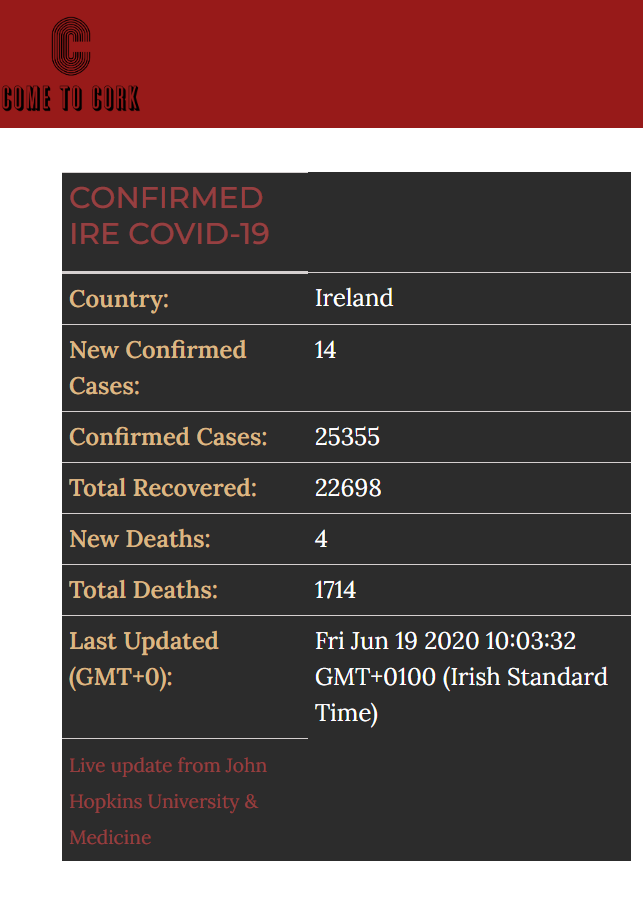 COME TO CORK
CONFIRMED
IRE COVID-19
Country: Ireland
New Confirmed 14
Cases:
Confirmed Cases: 25355
Total Recovered: 22698
New Deaths: 4
Total Deaths: 1714
Last Updated Fri Jun 19 2020 10:03:32
(GMT+0): GMT+0100 (Irish Standard
Time)
Live update from John
Hopkins University &
Medicine